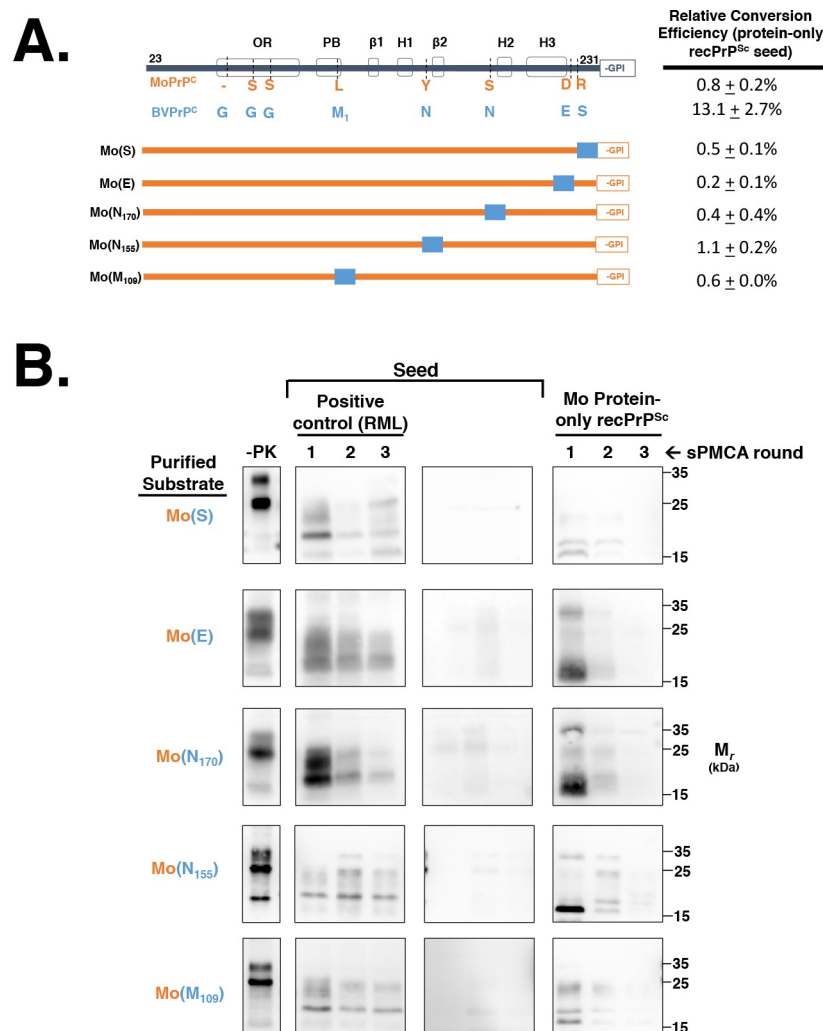 A.
Relative Conversion
Efficiency (protein-only
recPrPSc seed)
23 OR PB β1 H1 β2 H2 H3 231 -GPI
MoPrPC - S S L Y S D R 0.8 ± 0.2%
BVPrPC G G G M1 N N E S 13.1 ± 2.7%
Mo(S) -GPI 0.5 ± 0.1%
Mo(E) -GPI 0.2 ± 0.1%
Mo(N170) -GPI 0.4 ± 0.4%
Mo(N155) -GPI 1.1 ± 0.2%
Mo(M109) -GPI 0.6 ± 0.0%
B.
Seed
Positive
control (RML)
Mo Protein-
only recPrPSc
Purified
Substrate
-PK 1 2 3 1 2 3 ← sPMCA round
Mo(S) 35
25
15
Mo(E) 35
25
15
Mo(N170) 35
25
15
Mr
(kDa)
Mo(N155) 35
25
15
Mo(M109) 35
25
15